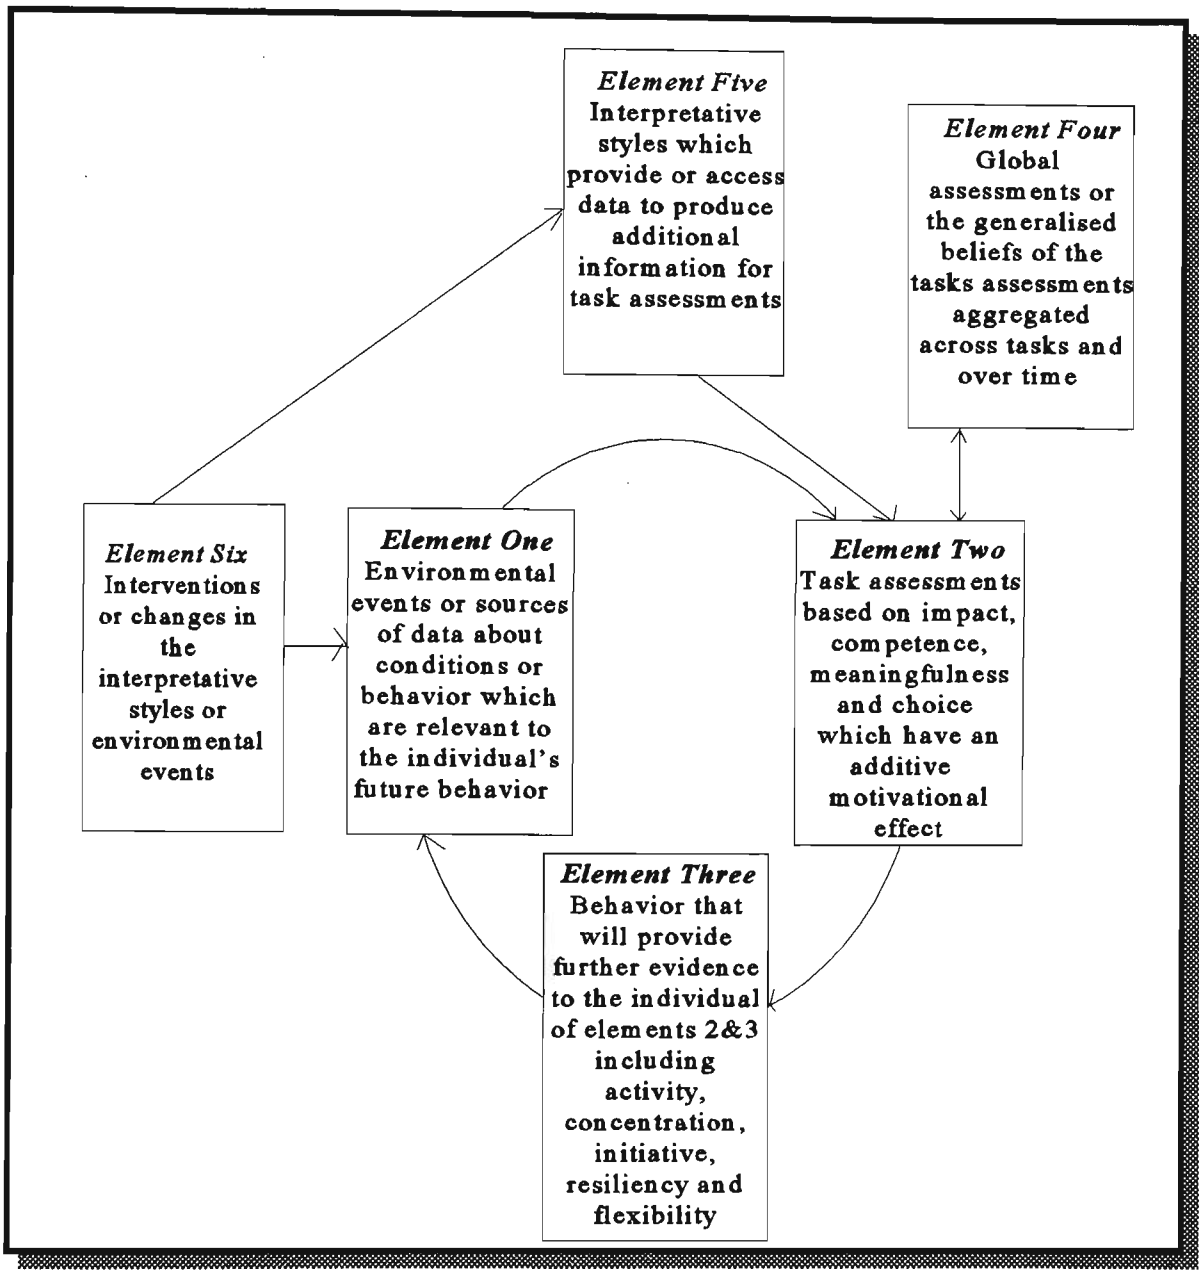 Element Five
Interpretative
styles which
provide or access
data to produce
additional
information for
task assessments
Element Four
Global
assessments or
the generalised
beliefs of the
tasks assessments
aggregated
across tasks and
over time
Element Six
Interventions
or changes in
the
interpretative
styles or
environmental
events
Element One
Environmental
events or sources
of data about
conditions or
behavior which
are relevant to
the individual's
future behavior
Element Two
Task assessments
based on impact,
competence,
meaningfulness
and choice
which have an
additive
motivational
effect
Element Three
Behavior that
will provide
further evidence
to the individual
of elements 2&3
including
activity,
concentration,
initiative,
resiliency and
flexibility